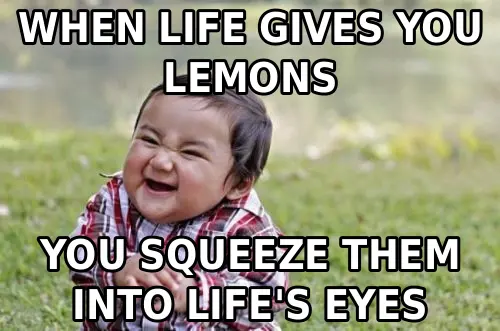 WHEN LIFE GIVES YOU
LEMONS
YOU SQUEEZE THEM
INTO LIFE'S EYES